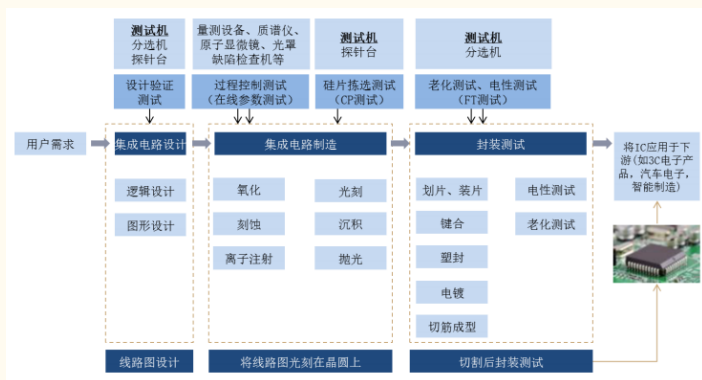 测试机
分选机
探针台
量测设备、质谱仪、
原子显微镜、光罩
缺陷检查机等
测试机
探针台
测试机
分选机
设计验证
测试
过程控制测试
(在线参数测试)
硅片拣选测试
(CP测试)
老化测试、电性测试
(FT测试)
用户需求
集成电路设计
集成电路制造
封装测试
将IC应用于下
游(如3C电子产
品，汽车电子，
智能制造)
逻辑设计
图形设计
氧化
光刻
刻蚀
沉积
离子注射
抛光
划片、装片
电性测试
键合
老化测试
塑封
电镀
切筋成型
线路图设计
将线路图光刻在晶圆上
切割后封装测试